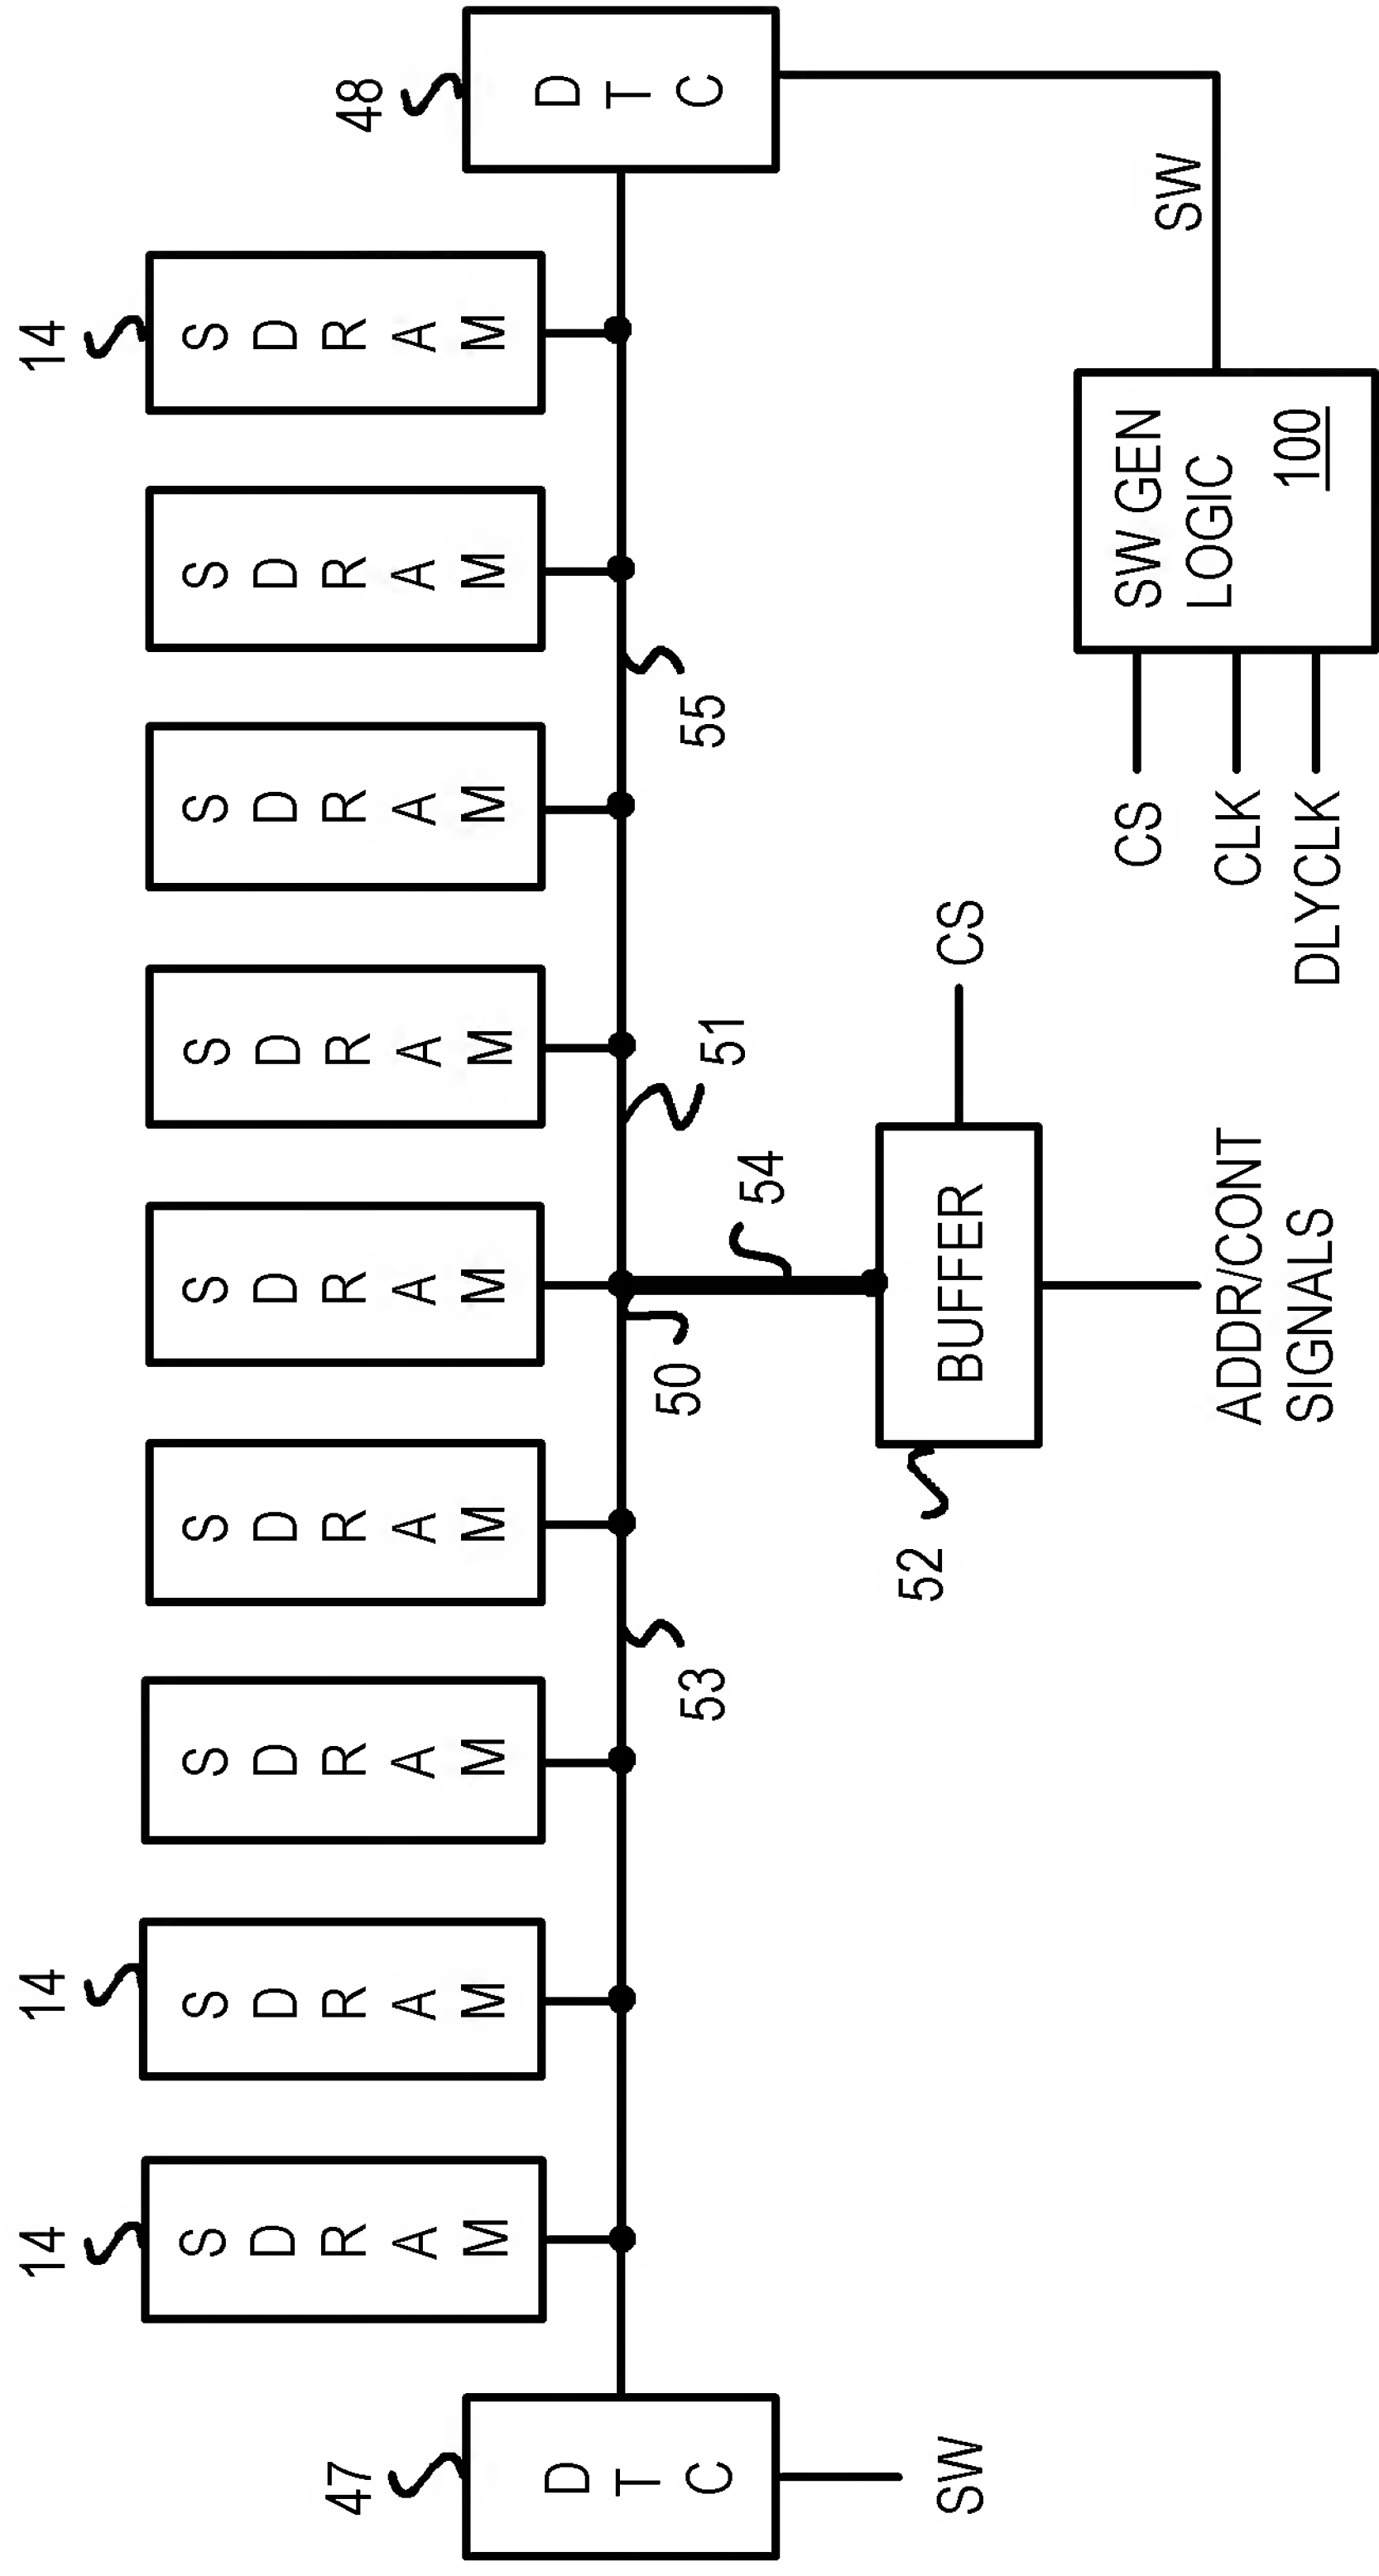 14
14
14
SDRAM
SDRAM
SDRAM
SDRAM
SDRAM
SDRAM
SDRAM
SDRAM
SDRAM
47
48
DTC
DTC
50
51
53
54
55
52
BUFFER
CS
SW
ADDR/CONT
SIGNALS
CS
CLK
DLYCLK
SW GEN
LOGIC
100
SW